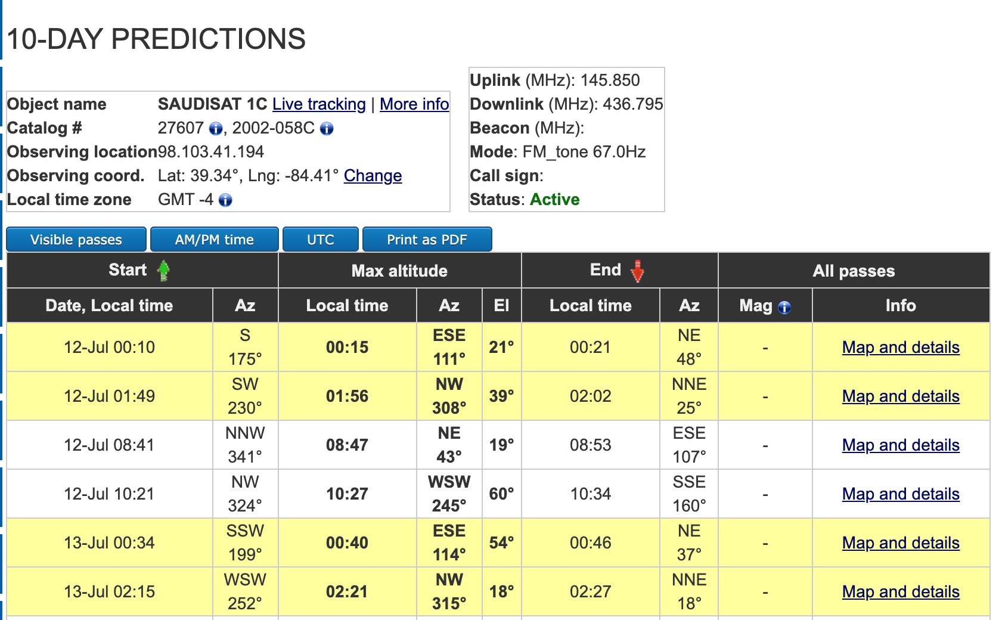 10-DAY PREDICTIONS
Object name SAUDISAT 1C Live tracking | More info
Catalog # 27607 , 2002-058C
Observing location 98.103.41.194
Observing coord. Lat: 39.34°, Lng: -84.41° Change
Local time zone GMT -4
Uplink (MHz): 145.850
Downlink (MHz): 436.795
Beacon (MHz):
Mode: FM_tone 67.0Hz
Call sign:
Status: Active
Visible passes AM/PM time UTC Print as PDF
Start Max altitude End All passes
Date, Local time Az Local time Az El Local time Az Mag Info
12-Jul 00:10 S 175° 00:15 ESE 111° 21° 00:21 NE 48° - Map and details
12-Jul 01:49 SW 230° 01:56 NW 308° 39° 02:02 NNE 25° - Map and details
12-Jul 08:41 NNW 341° 08:47 NE 43° 19° 08:53 ESE 107° - Map and details
12-Jul 10:21 NW 324° 10:27 WSW 245° 60° 10:34 SSE 160° - Map and details
13-Jul 00:34 SSW 199° 00:40 ESE 114° 54° 00:46 NE 37° - Map and details
13-Jul 02:15 WSW 252° 02:21 NW 315° 18° 02:27 NNE 18° - Map and details